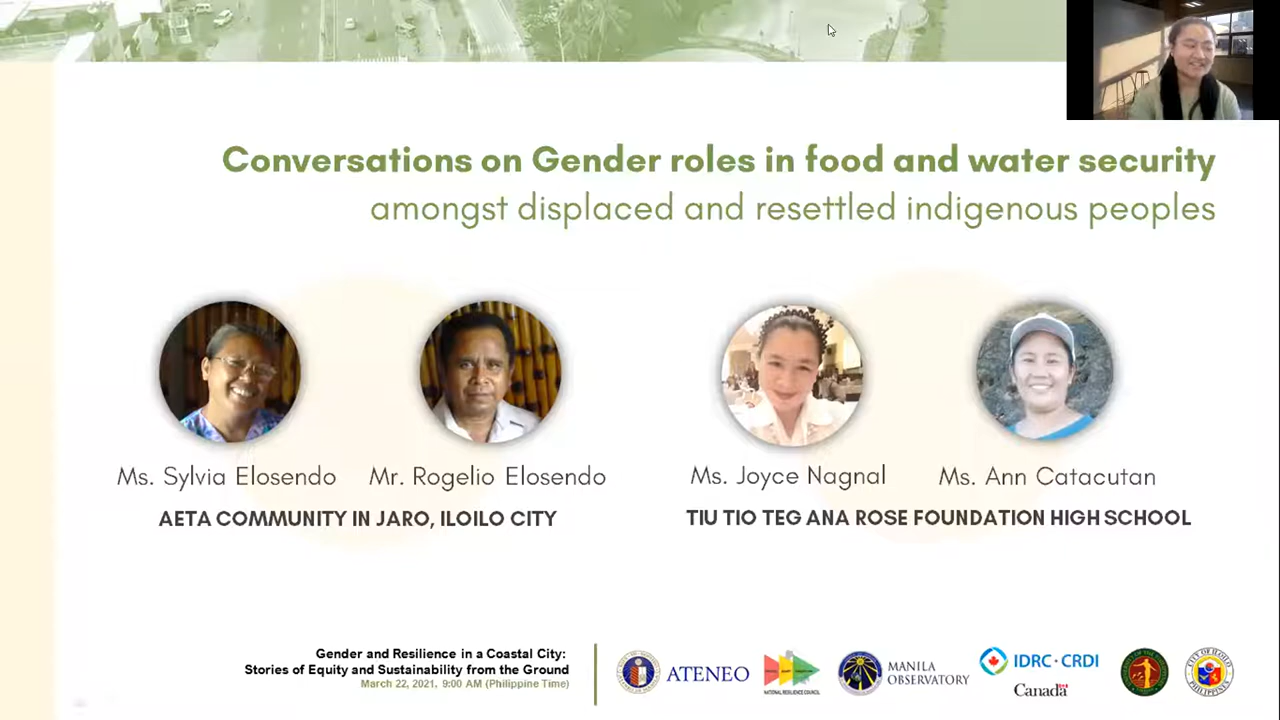 Conversations on Gender roles in food and water security
amongst displaced and resettled indigenous peoples
Ms. Sylvia Elosendo
Mr. Rogelio Elosendo
AETA COMMUNITY IN JARO, ILOILO CITY
Ms. Joyce Nagnal
Ms. Ann Catacutan
TIU TIO TEG ANA ROSE FOUNDATION HIGH SCHOOL
Gender and Resilience in a Coastal City:
Stories of Equity and Sustainability from the Ground
March 22, 2021, 9:00 AM (Philippine Time)
ATENEO
NATIONAL RESILIENCE COUNCIL
MANILA
OBSERVATORY
IDRC · CRDI
Canada